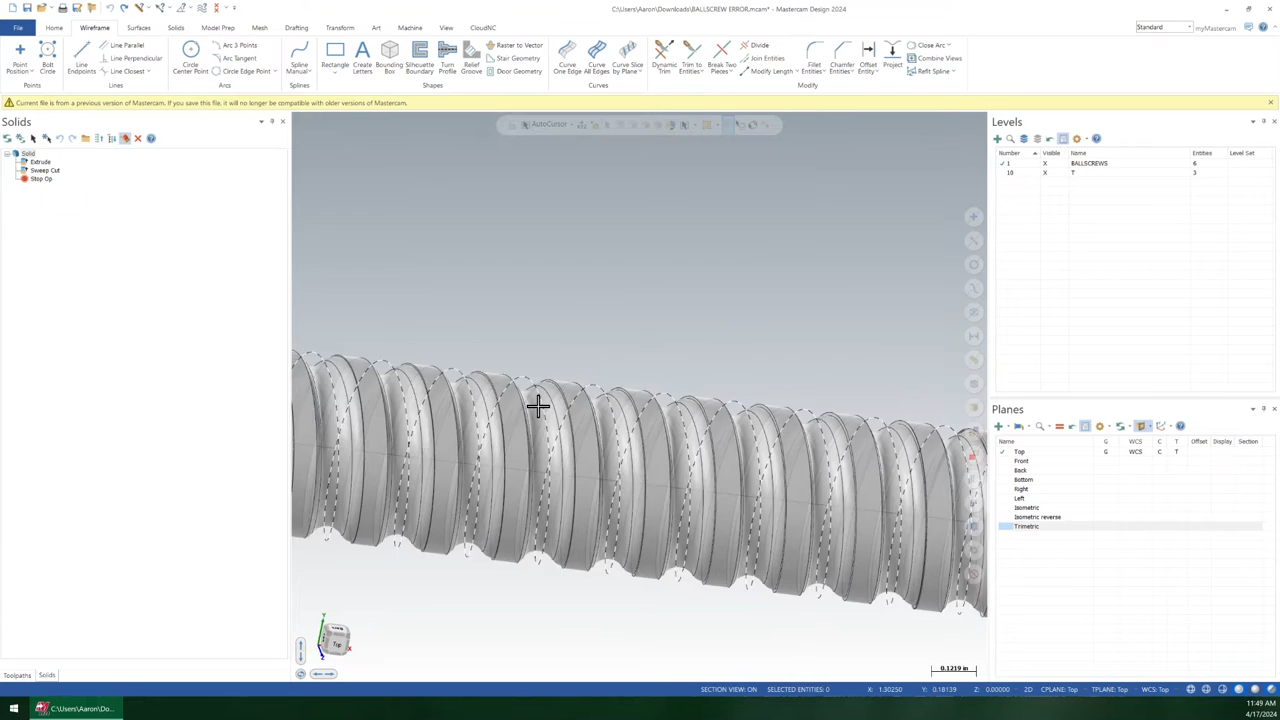 C:\Users\Aaron\Downloads\BALLSCREW ERROR.mcam* - Mastercam Design 2024
File Home Wireframe Surfaces Solids Model Prep Mesh Drafting Transform Art Machine View CloudNC Standard myMastercam
Point Position Bolt Circle Points
Line Endpoints Line Parallel Line Perpendicular Line Closest Lines
Circle Center Point Arc 3 Points Arc Tangent Circle Edge Point Arcs
Spline Manual Splines
Rectangle Create Letters Bounding Box Silhouette Boundary Turn Profile Relief Groove Raster to Vector Stair Geometry Door Geometry Shapes
Curve One Edge Curve All Edges Curve Slice by Plane Curves
Dynamic Trim Trim to Entities Break Two Pieces Divide Join Entities Modify Length Fillet Entities Chamfer Entities Offset Entity Project Close Arc Combine Views Refit Spline Modify
Current file is from a previous version of Mastercam. If you save this file, it will no longer be compatible with older versions of Mastercam.
Solids
Solid
Extrude
Sweep Cut
Stop Op
AutoCursor
Levels
Number Visible Name Entities Level Set
1 X BALLSCREWS 6
10 X T 3
Planes
Name G WCS C T Offset Display Section
Top G WCS C T
Front
Back
Bottom
Right
Left
Isometric
Isometric reverse
Trimetric
Y
X
Z
Top
0.1219 in
Toolpaths Solids
SECTION VIEW: ON SELECTED ENTITIES: 0 X: 1.30250 Y: 0.18139 Z: 0.00000 2D CPLANE: Top TPLANE: Top WCS: Top
C:\Users\Aaron\Do...
11:49 AM
4/17/2024